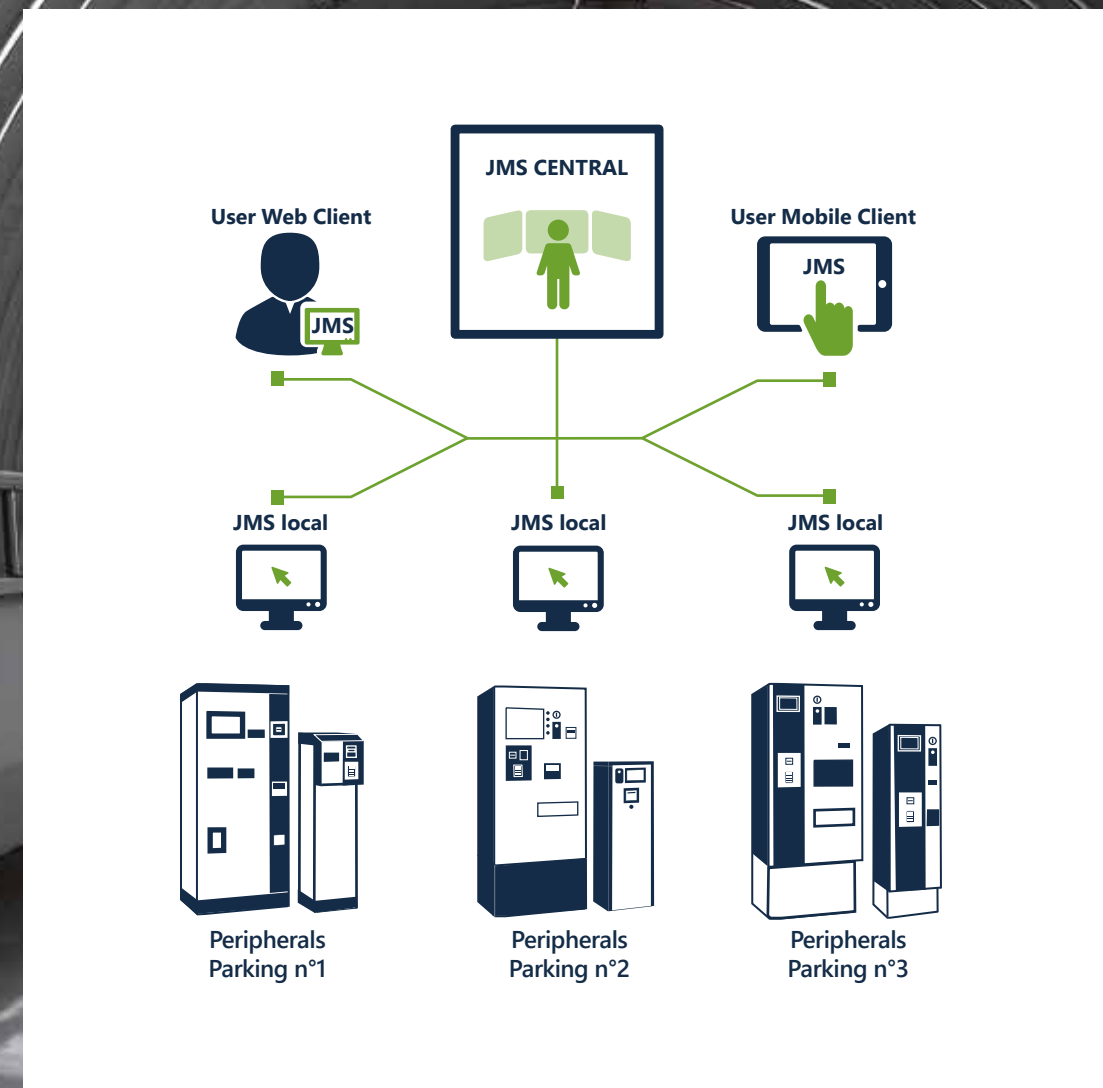 JMS CENTRAL
User Web Client
User Mobile Client
JMS
JMS
JMS local
JMS local
JMS local
Peripherals
Parking n°1
Peripherals
Parking n°2
Peripherals
Parking n°3